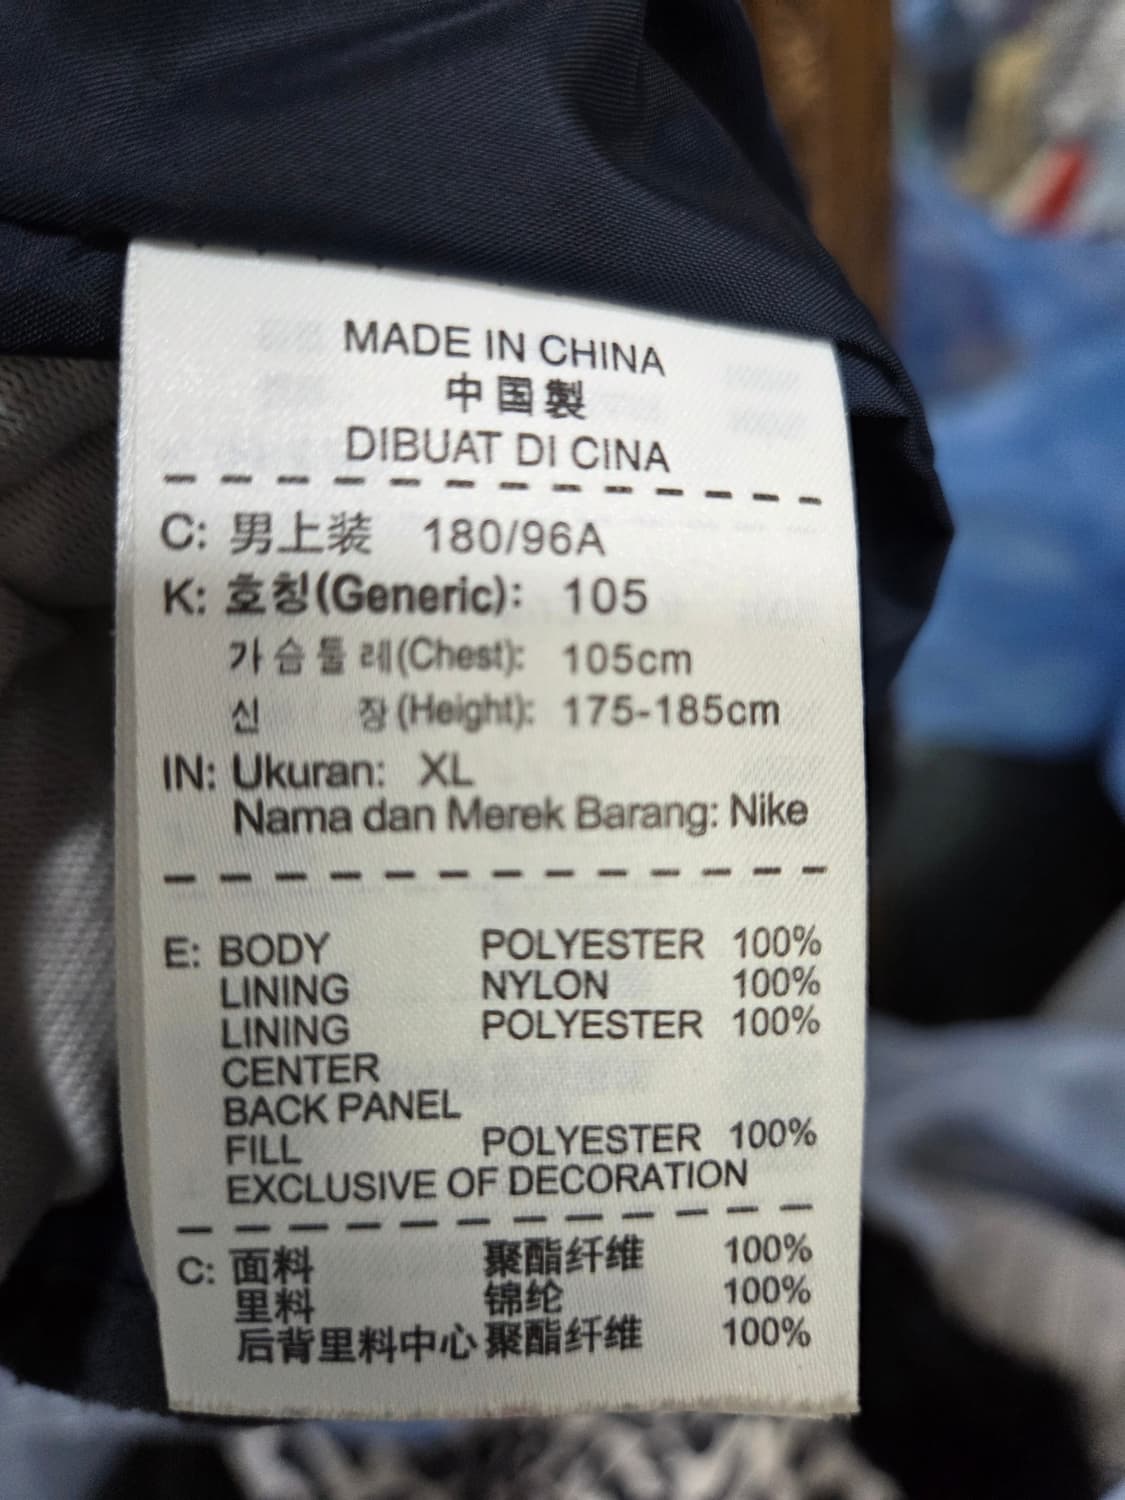 MADE IN CHINA
中国製
DIBUAT DI CINA
C: 男上装 180/96A
K: 호칭(Generic): 105
가슴둘레(Chest): 105cm
신 장(Height): 175-185cm
IN: Ukuran: XL
Nama dan Merek Barang: Nike
E: BODY POLYESTER 100%
LINING NYLON 100%
LINING POLYESTER 100%
CENTER
BACK PANEL
FILL POLYESTER 100%
EXCLUSIVE OF DECORATION
C: 面料 聚酯纤维 100%
里料 锦纶 100%
后背里料中心 聚酯纤维 100%